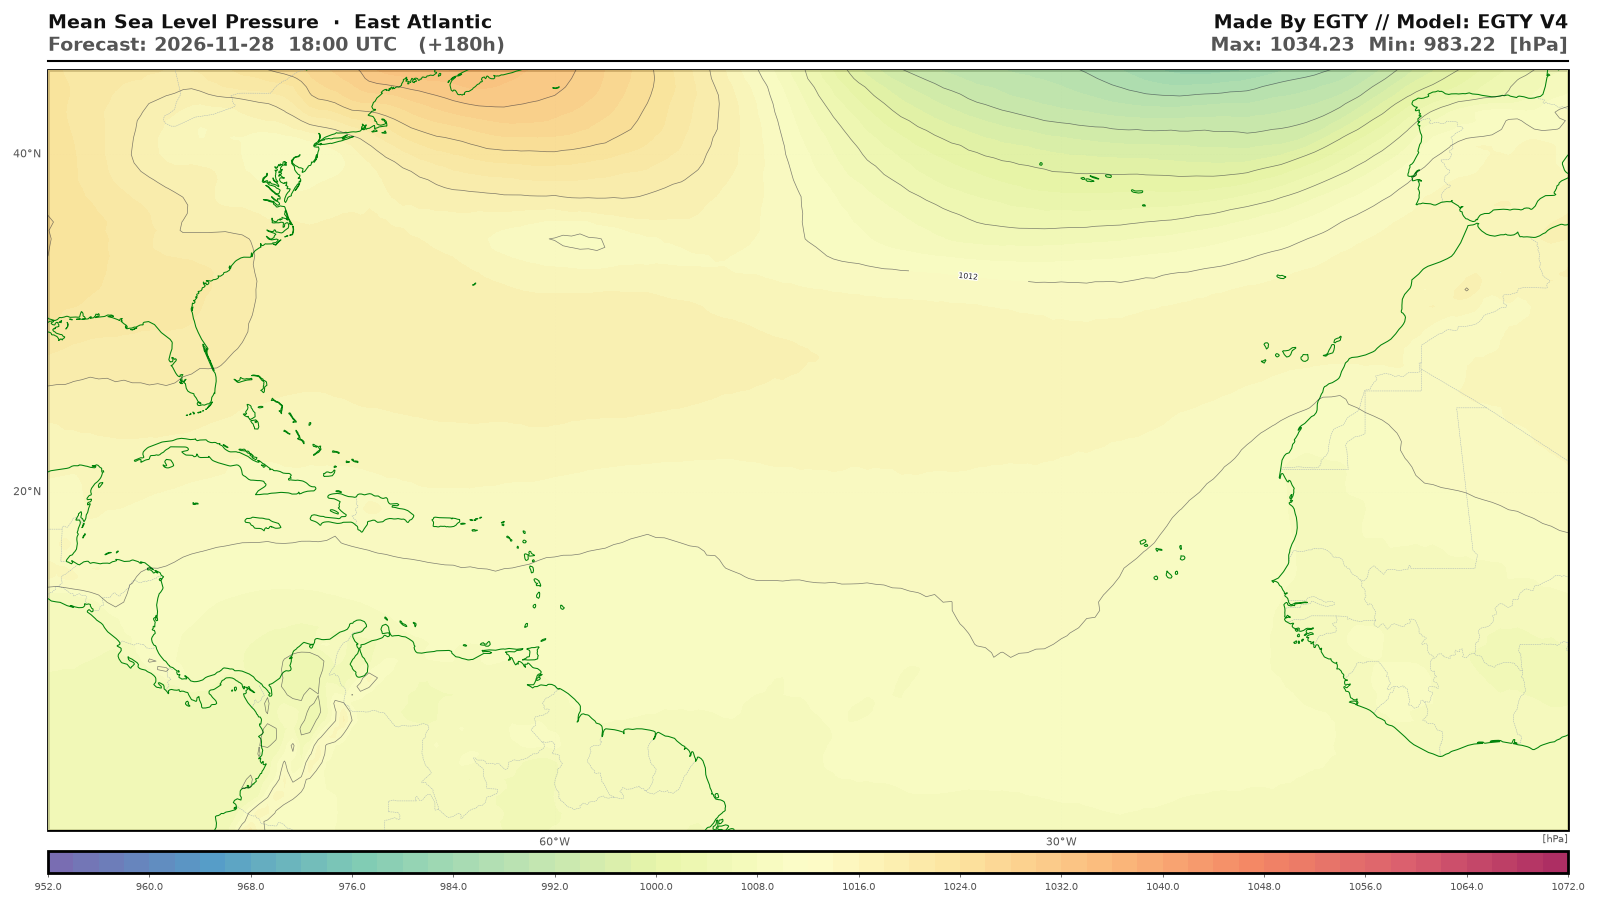 Mean Sea Level Pressure · East Atlantic
Made By EGTY // Model: EGTY V4
Forecast: 2026-11-28 18:00 UTC (+180h)
Max: 1034.23 Min: 983.22 [hPa]
40°N
1012
20°N
60°W
30°W
[hPa]
952.0 960.0 968.0 976.0 984.0 992.0 1000.0 1008.0 1016.0 1024.0 1032.0 1040.0 1048.0 1056.0 1064.0 1072.0